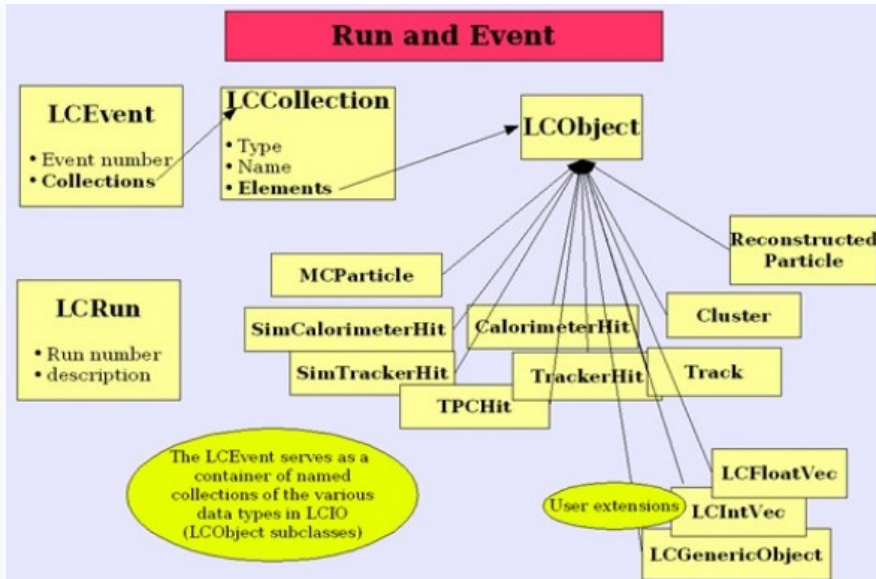 Run and Event
LCEvent
• Event number
• Collections
LCCollection
• Type
• Name
• Elements
LCObject
Reconstructed
Particle
MCParticle
LCRun
• Run number
• description
SimCalorimeterHit
CalorimeterHit
Cluster
SimTrackerHit
TrackerHit
Track
TPCHit
The LCEvent serves as a
container of named
collections of the various
data types in LCIO
(LCObject subclasses)
LCFloatVec
User extensions
LCIntVec
LCGenericObject